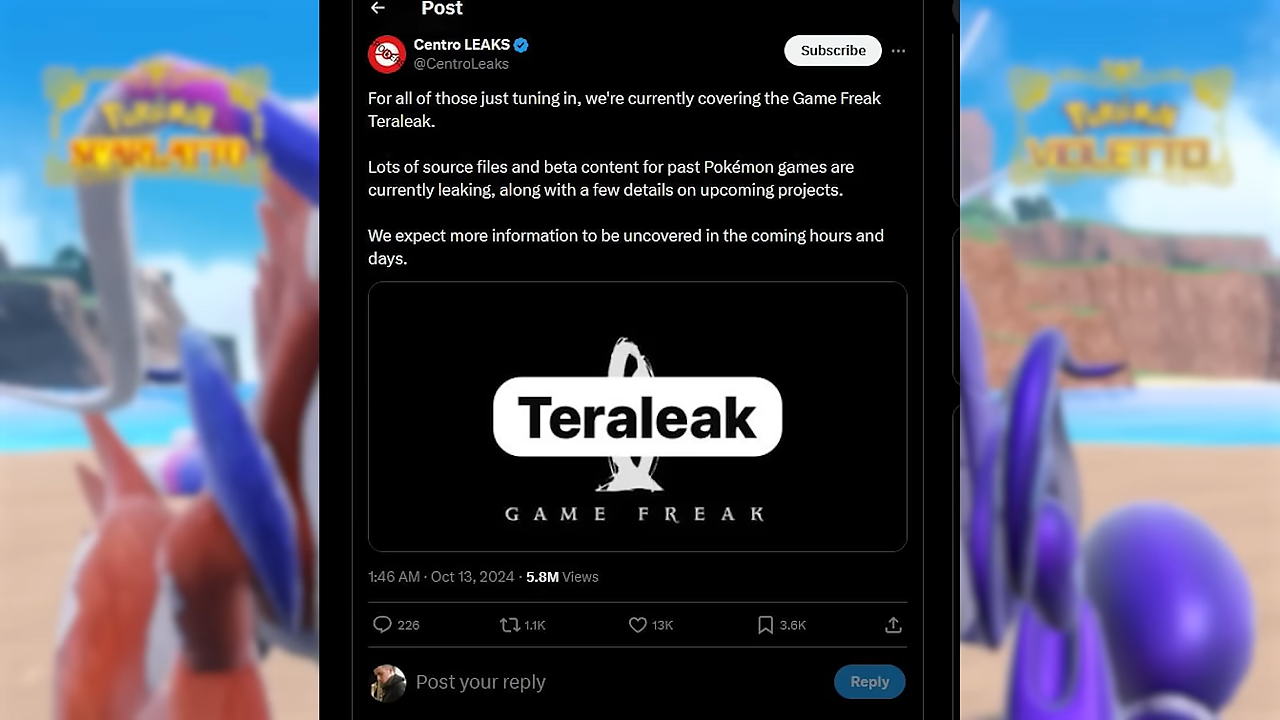 Post
Centro LEAKS
@CentroLeaks
Subscribe
For all of those just tuning in, we're currently covering the Game Freak
Teraleak.
Lots of source files and beta content for past Pokémon games are
currently leaking, along with a few details on upcoming projects.
We expect more information to be uncovered in the coming hours and
days.
Teraleak
GAME FREAK
1:46 AM · Oct 13, 2024 · 5.8M Views
226 1.1K 13K 3.6K
Post your reply
Reply
Pokémon
SCARLATTO
Pokémon
VIOLETTO